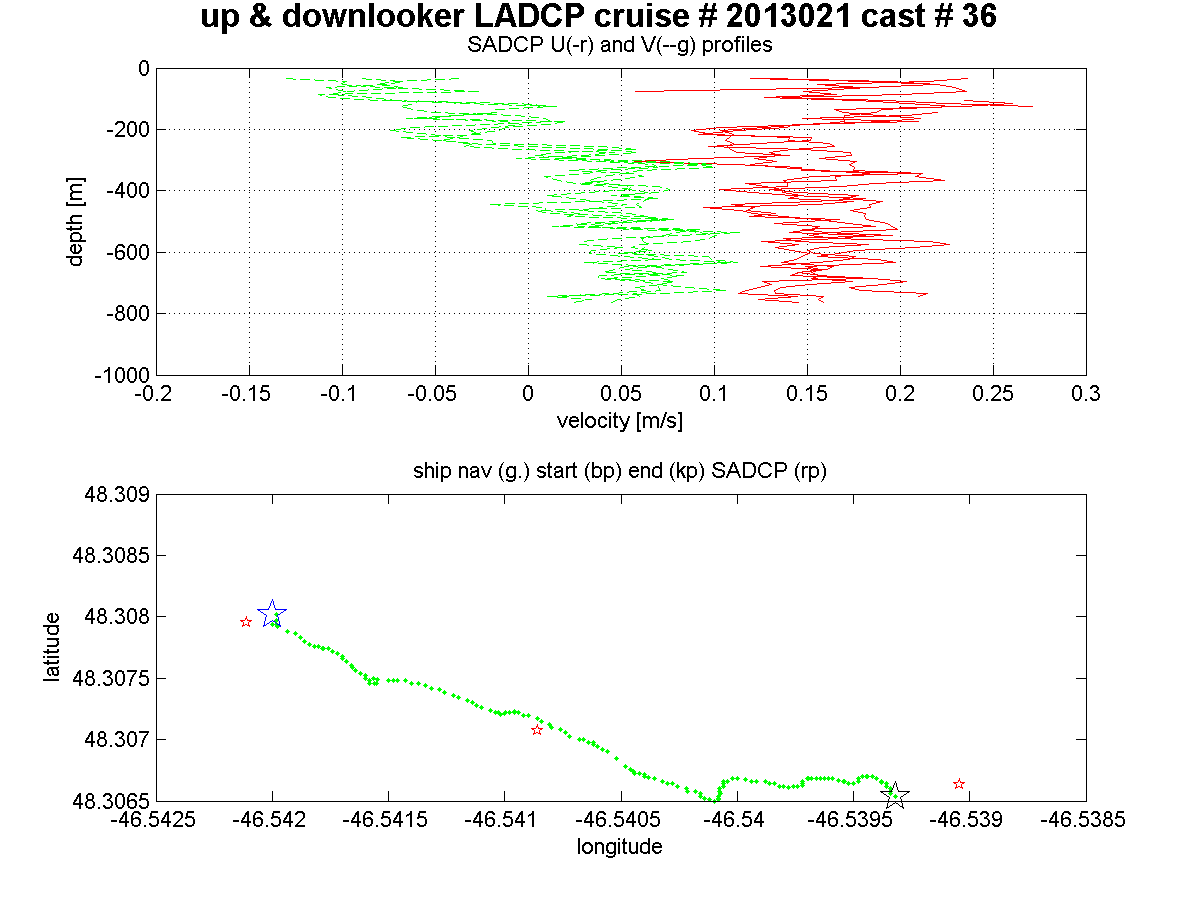 up & downlooker LADCP cruise # 2013021 cast # 36
SADCP U(-r) and V(--g) profiles
0
-200
-400
-600
-800
-1000
depth [m]
-0.2 -0.15 -0.1 -0.05 0 0.05 0.1 0.15 0.2 0.25 0.3
velocity [m/s]
ship nav (g.) start (bp) end (kp) SADCP (rp)
48.309
48.3085
48.308
48.3075
48.307
48.3065
latitude
-46.5425 -46.542 -46.5415 -46.541 -46.5405 -46.54 -46.5395 -46.539 -46.5385
longitude